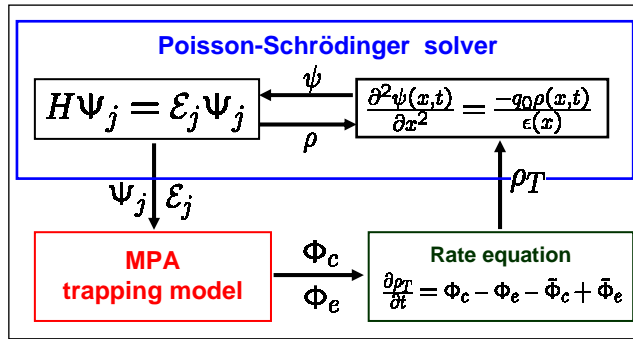 Poisson-Schrödinger solver
HΨ_j = ℰ_jΨ_j
ψ
ρ
∂²ψ(x,t)/∂x² = −q₀ρ(x,t)/ϵ(x)
Ψ_j ℰ_j
ρ_T
MPA
trapping model
Φ_c
Φ_e
Rate equation
∂ρ_T/∂t = Φ_c − Φ_e − Φ̃_c + Φ̃_e